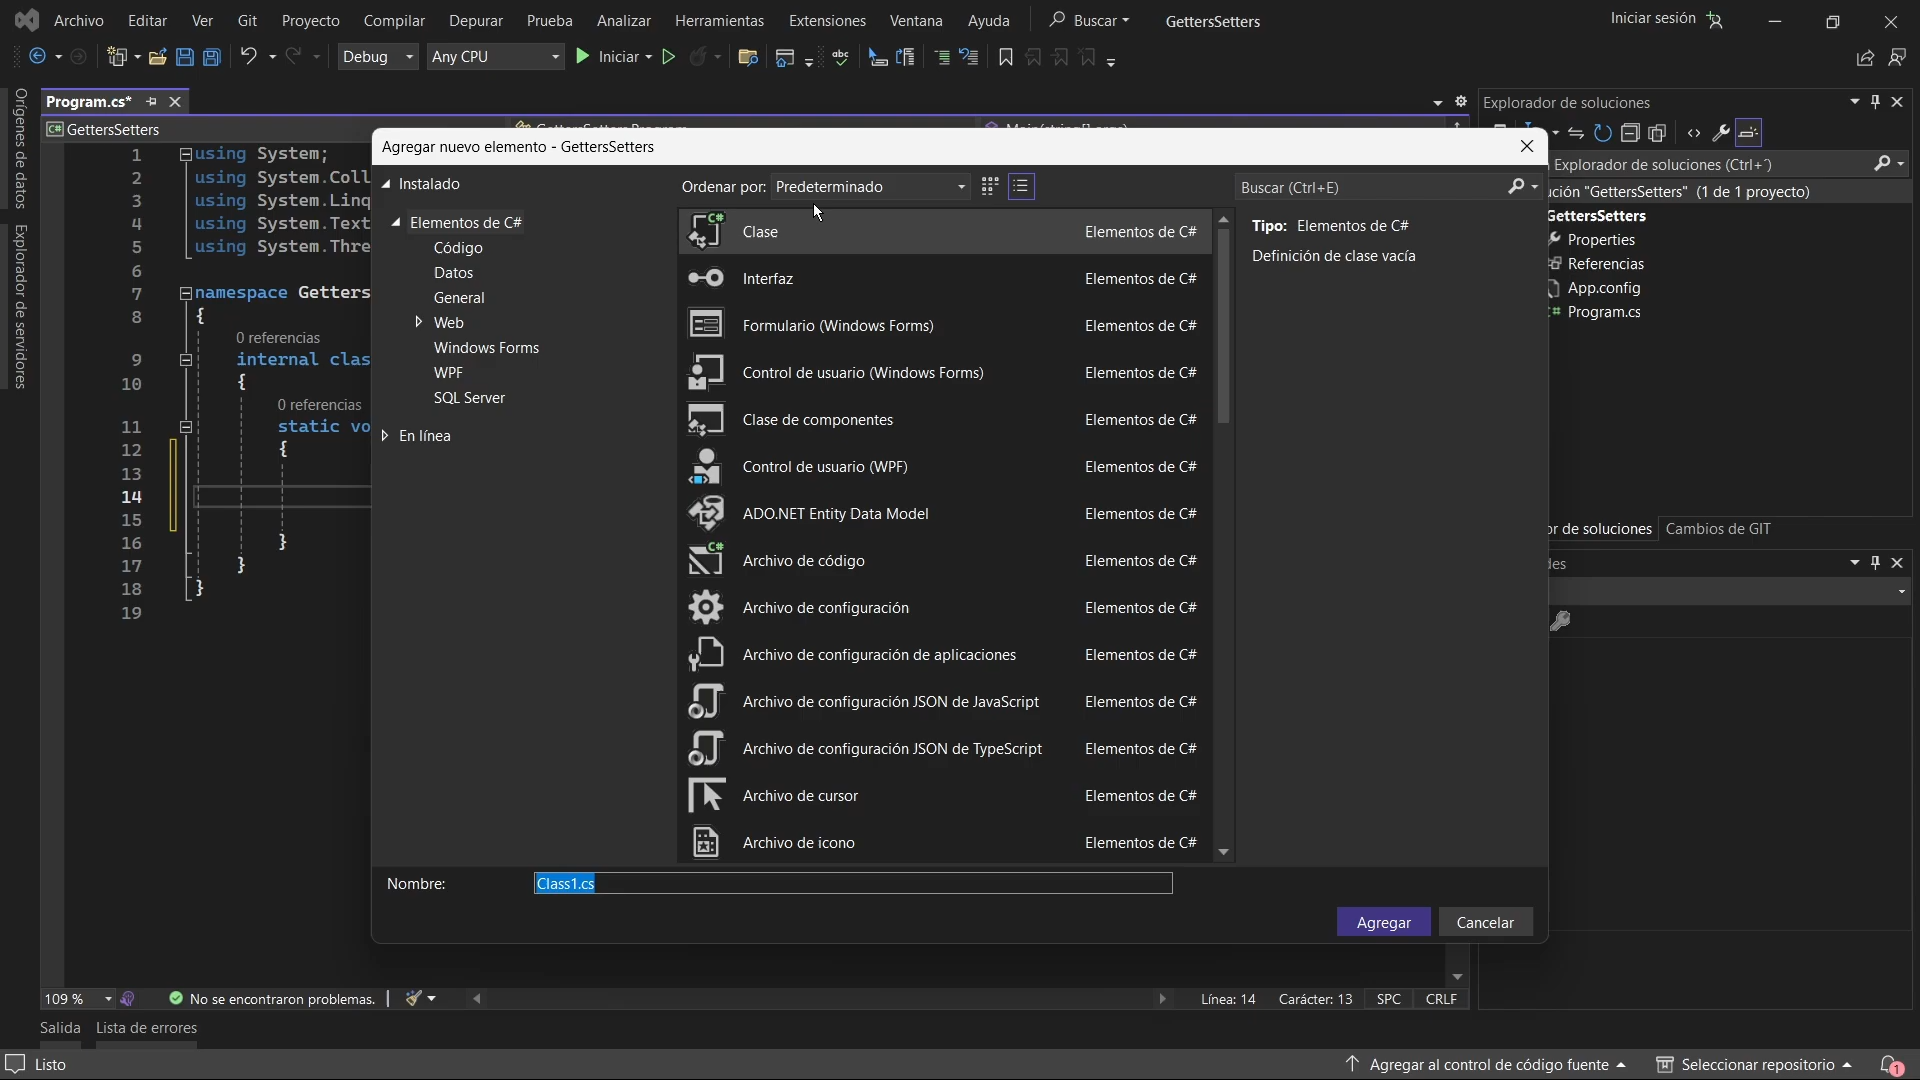 Archivo Editar Ver Git Proyecto Compilar Depurar Prueba Analizar Herramientas Extensiones Ventana Ayuda Buscar GettersSetters Iniciar sesión
Debug Any CPU Iniciar abc
Orígenes de datos
Explorador de servidores
Program.cs*
C# GettersSetters
1 using System;
2 using System.Coll
3 using System.Linq
4 using System.Text
5 using System.Thre
6
7 namespace Getters
8 {
0 referencias
9 internal clas
10 {
0 referencias
11 static vo
12 {
13
14
15
16 }
17 }
18 }
19
Agregar nuevo elemento - GettersSetters
Instalado
Elementos de C#
Código
Datos
General
Web
Windows Forms
WPF
SQL Server
En línea
Ordenar por: Predeterminado
Clase Elementos de C#
Interfaz Elementos de C#
Formulario (Windows Forms) Elementos de C#
Control de usuario (Windows Forms) Elementos de C#
Clase de componentes Elementos de C#
Control de usuario (WPF) Elementos de C#
ADO.NET Entity Data Model Elementos de C#
Archivo de código Elementos de C#
Archivo de configuración Elementos de C#
Archivo de configuración de aplicaciones Elementos de C#
Archivo de configuración JSON de JavaScript Elementos de C#
Archivo de configuración JSON de TypeScript Elementos de C#
Archivo de cursor Elementos de C#
Archivo de icono Elementos de C#
Buscar (Ctrl+E)
Tipo: Elementos de C#
Definición de clase vacía
Nombre: Class1.cs
Agregar Cancelar
Explorador de soluciones
Explorador de soluciones (Ctrl+´)
ución "GettersSetters" (1 de 1 proyecto)
GettersSetters
Properties
Referencias
App.config
Program.cs
or de soluciones Cambios de GIT
des
109 % No se encontraron problemas. Línea: 14 Carácter: 13 SPC CRLF
Salida Lista de errores
Listo Agregar al control de código fuente Seleccionar repositorio 1